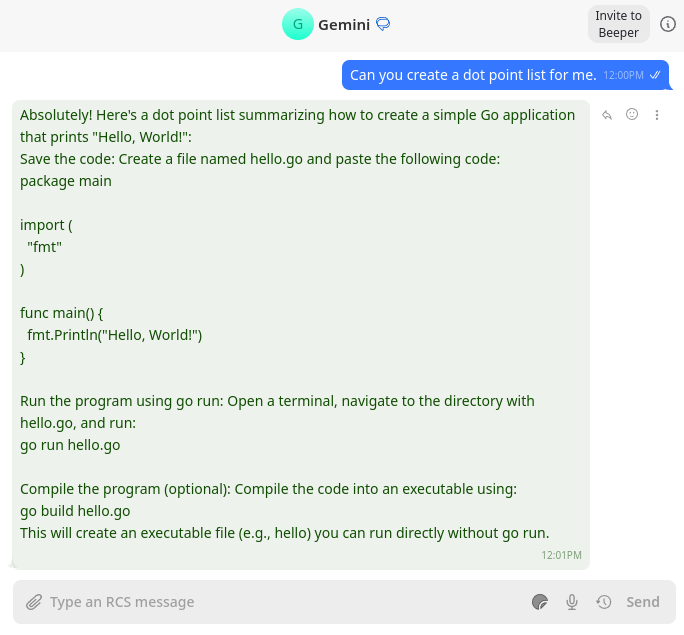 G Gemini
Invite to
Beeper
Can you create a dot point list for me. 12:00PM
Absolutely! Here's a dot point list summarizing how to create a simple Go application
that prints "Hello, World!":
Save the code: Create a file named hello.go and paste the following code:
package main
import (
"fmt"
)
func main() {
fmt.Println("Hello, World!")
}
Run the program using go run: Open a terminal, navigate to the directory with
hello.go, and run:
go run hello.go
Compile the program (optional): Compile the code into an executable using:
go build hello.go
This will create an executable file (e.g., hello) you can run directly without go run.
12:01PM
Type an RCS message
Send